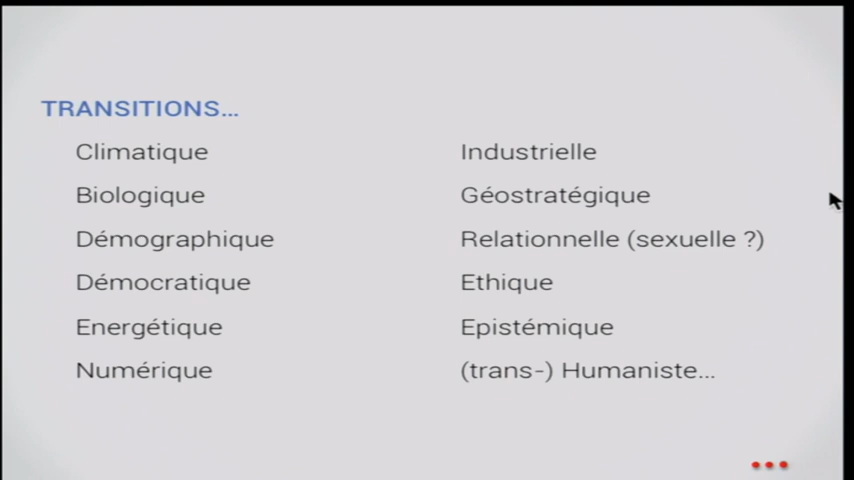 TRANSITIONS...
Climatique
Biologique
Démographique
Démocratique
Energétique
Numérique
Industrielle
Géostratégique
Relationnelle (sexuelle ?)
Ethique
Epistémique
(trans-) Humaniste...